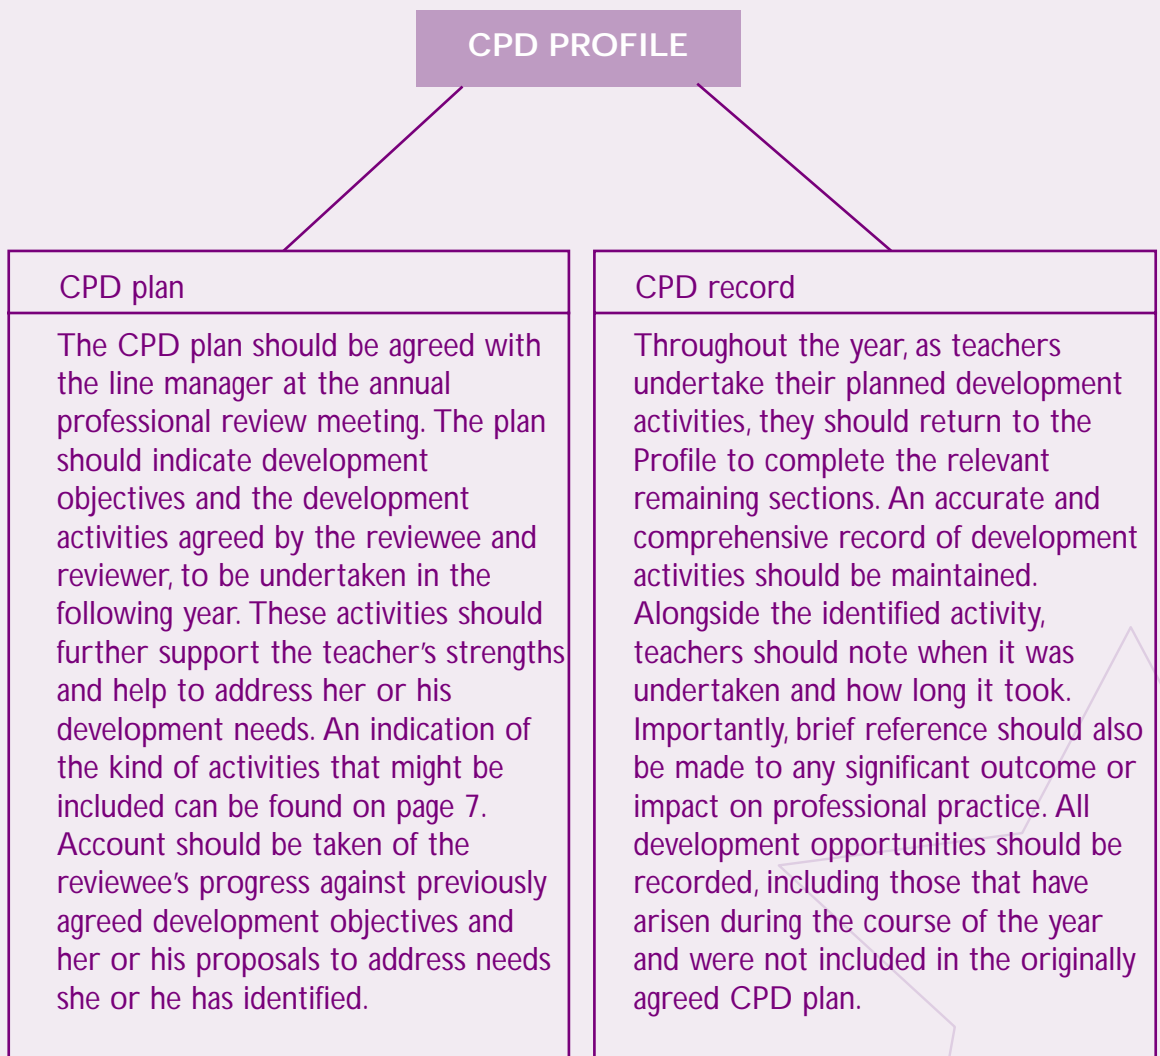 CPD PROFILE
CPD plan
The CPD plan should be agreed with
the line manager at the annual
professional review meeting. The plan
should indicate development
objectives and the development
activities agreed by the reviewee and
reviewer, to be undertaken in the
following year. These activities should
further support the teacher's strengths
and help to address her or his
development needs. An indication of
the kind of activities that might be
included can be found on page 7.
Account should be taken of the
reviewee's progress against previously
agreed development objectives and
her or his proposals to address needs
she or he has identified.
CPD record
Throughout the year, as teachers
undertake their planned development
activities, they should return to the
Profile to complete the relevant
remaining sections. An accurate and
comprehensive record of development
activities should be maintained.
Alongside the identified activity,
teachers should note when it was
undertaken and how long it took.
Importantly, brief reference should also
be made to any significant outcome or
impact on professional practice. All
development opportunities should be
recorded, including those that have
arisen during the course of the year
and were not included in the originally
agreed CPD plan.